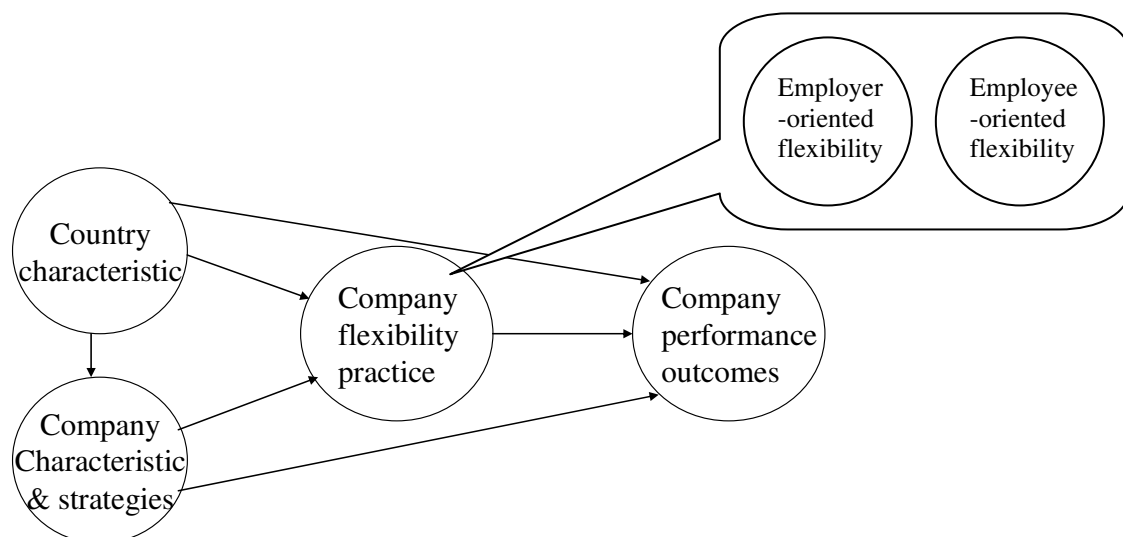 Employer
-oriented
flexibility
Employee
-oriented
flexibility
Country
characteristic
Company
flexibility
practice
Company
performance
outcomes
Company
Characteristic
& strategies